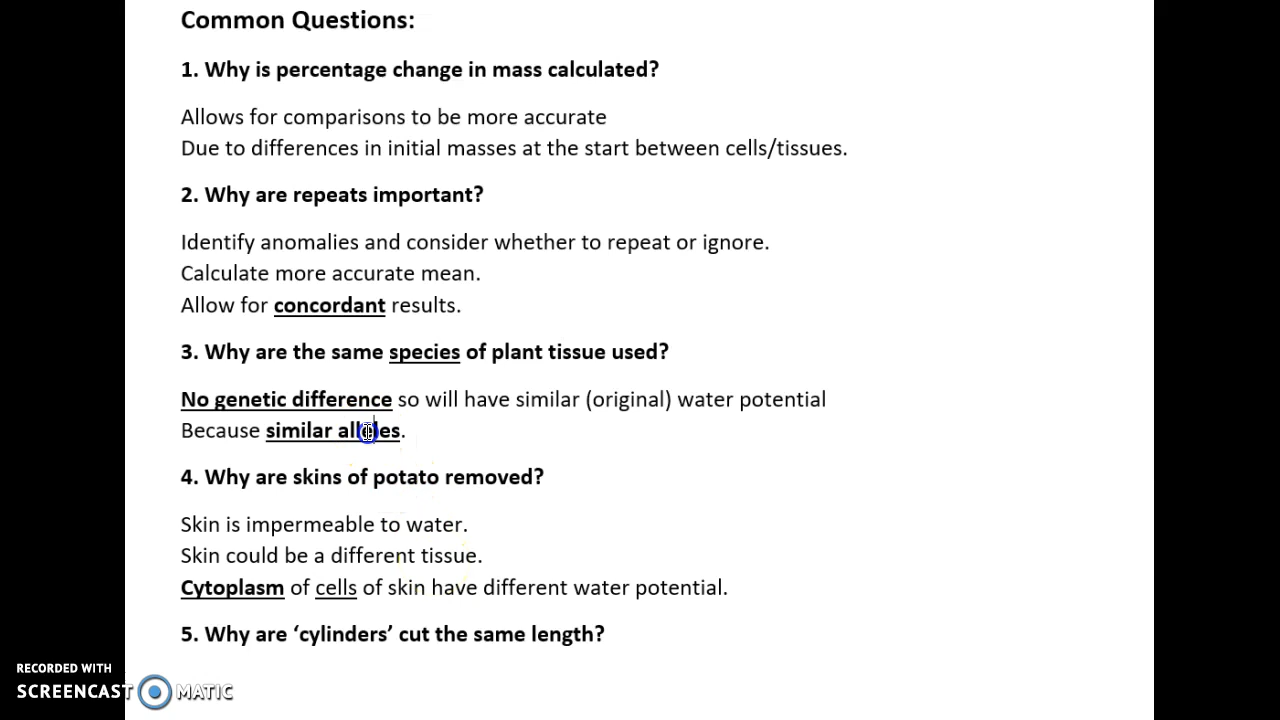 Common Questions:
1. Why is percentage change in mass calculated?
Allows for comparisons to be more accurate
Due to differences in initial masses at the start between cells/tissues.
2. Why are repeats important?
Identify anomalies and consider whether to repeat or ignore.
Calculate more accurate mean.
Allow for concordant results.
3. Why are the same species of plant tissue used?
No genetic difference so will have similar (original) water potential
Because similar alleles.
4. Why are skins of potato removed?
Skin is impermeable to water.
Skin could be a different tissue.
Cytoplasm of cells of skin have different water potential.
5. Why are ‘cylinders’ cut the same length?
RECORDED WITH
SCREENCAST MATIC